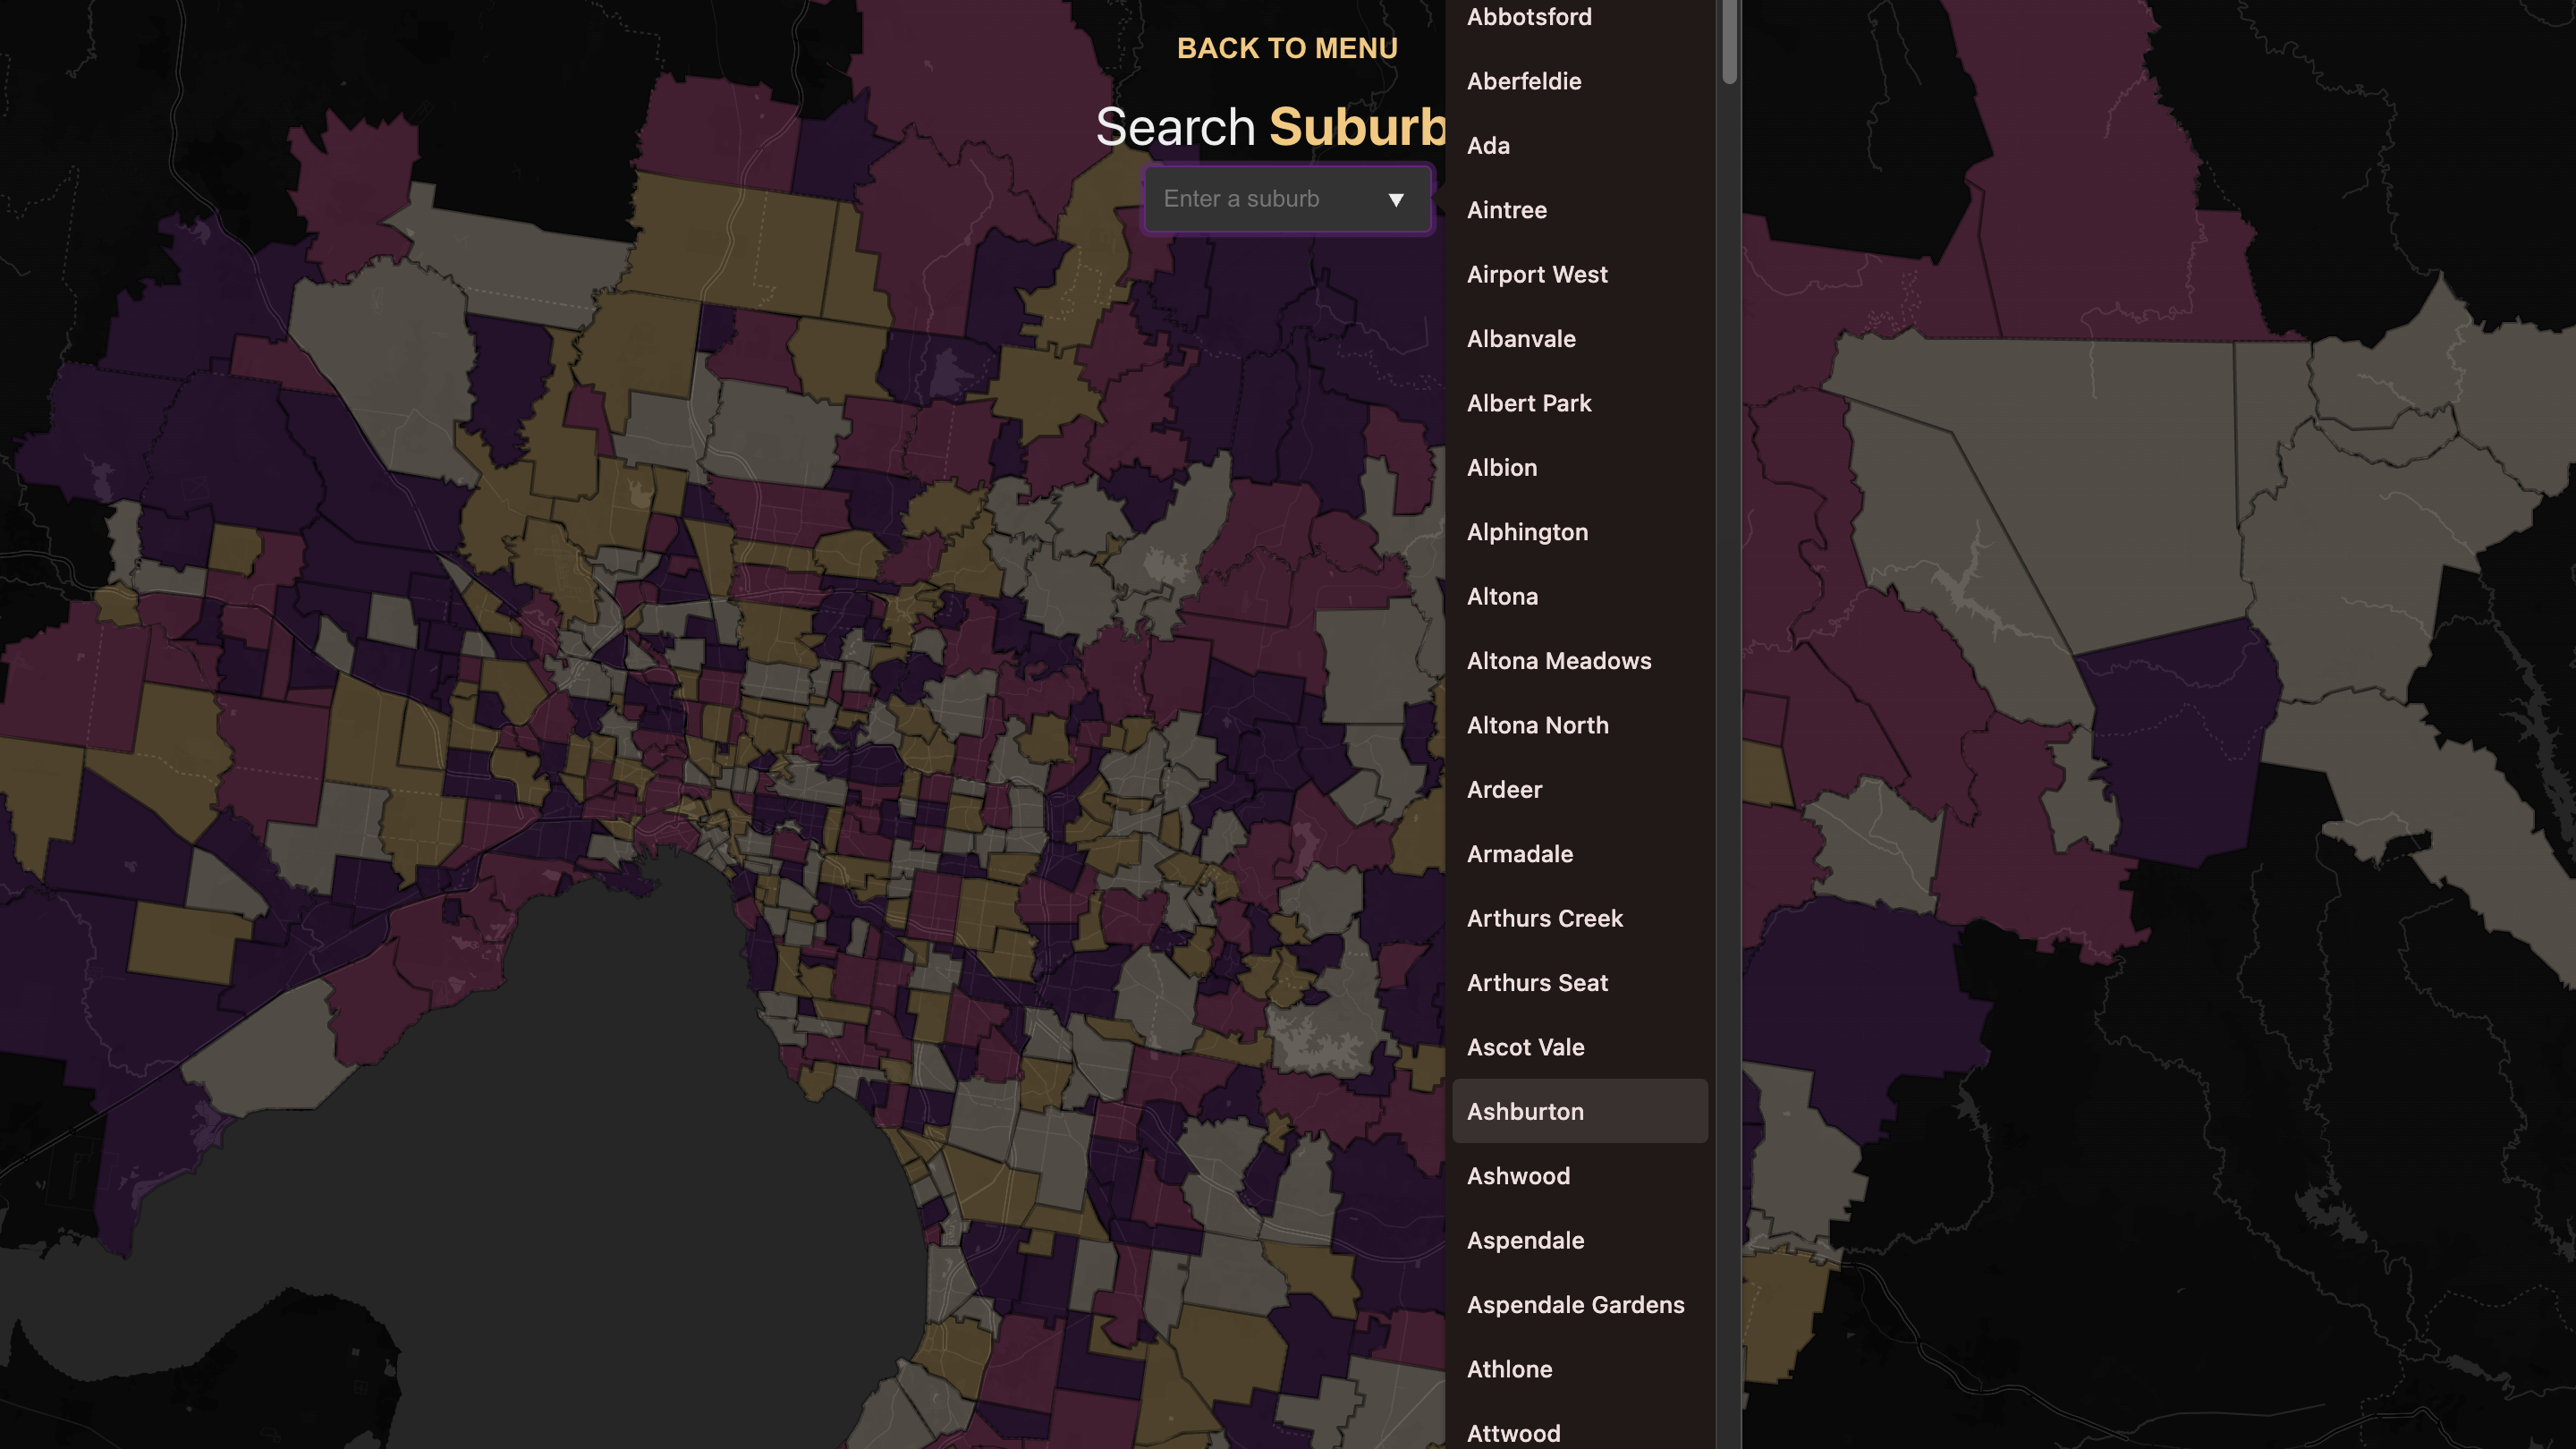 BACK TO MENU
Search Suburb
Enter a suburb
Abbotsford
Aberfeldie
Ada
Aintree
Airport West
Albanvale
Albert Park
Albion
Alphington
Altona
Altona Meadows
Altona North
Ardeer
Armadale
Arthurs Creek
Arthurs Seat
Ascot Vale
Ashburton
Ashwood
Aspendale
Aspendale Gardens
Athlone
Attwood